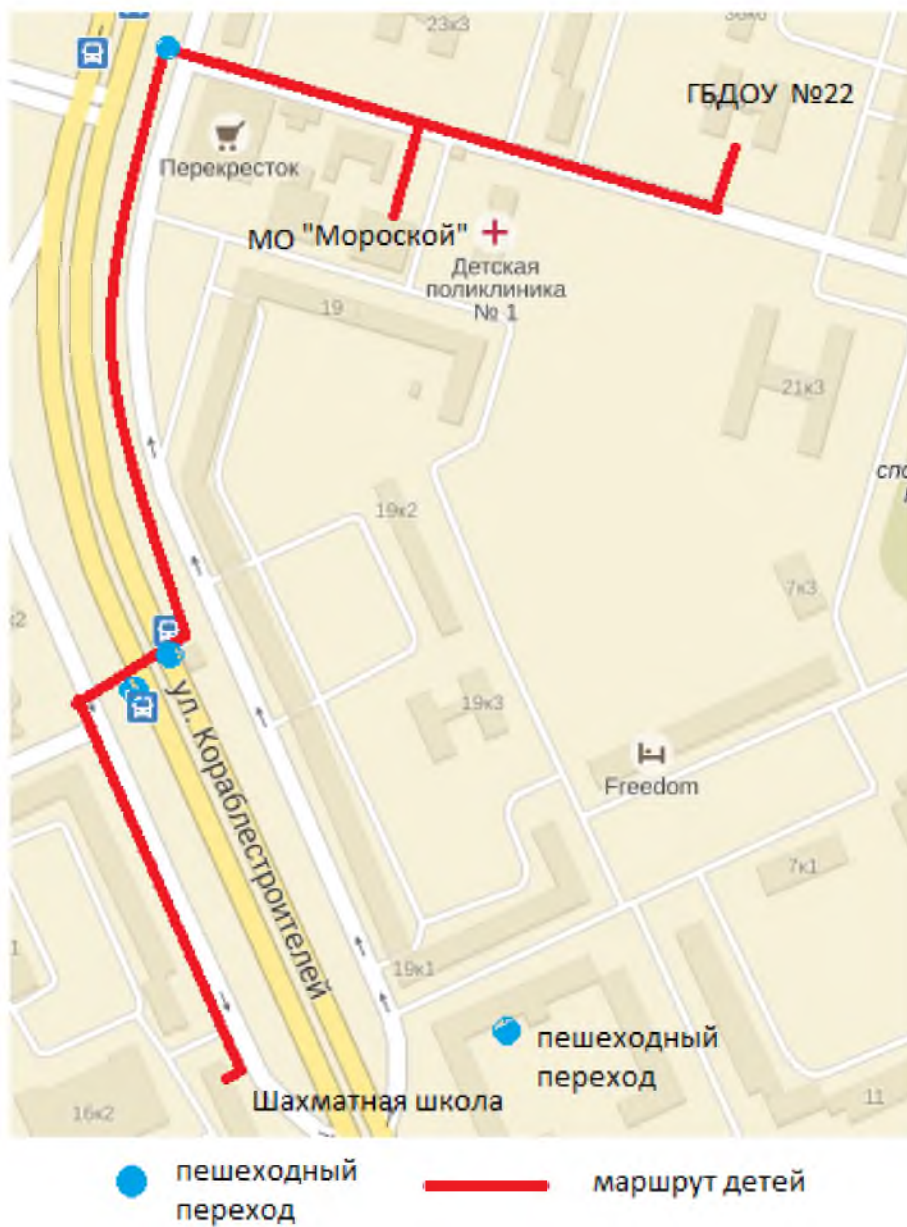 23к3
ГБДОУ №22
Перекресток
МО "Мороской"
Детская
поликлиника
№ 1
19
21к3
19к2
7к3
ул. Кораблестроителей
19к3
Freedom
7к1
19к1
пешеходный
переход
11
Шахматная школа
16к2
пешеходный
переход
маршрут детей